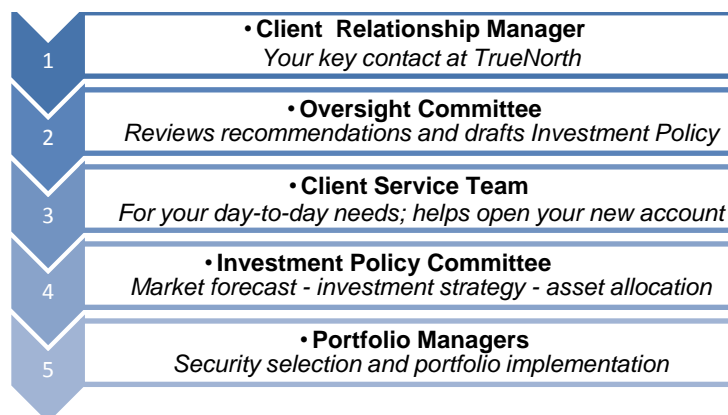 1
• Client Relationship Manager
Your key contact at TrueNorth
2
• Oversight Committee
Reviews recommendations and drafts Investment Policy
3
• Client Service Team
For your day-to-day needs; helps open your new account
4
• Investment Policy Committee
Market forecast - investment strategy - asset allocation
5
• Portfolio Managers
Security selection and portfolio implementation